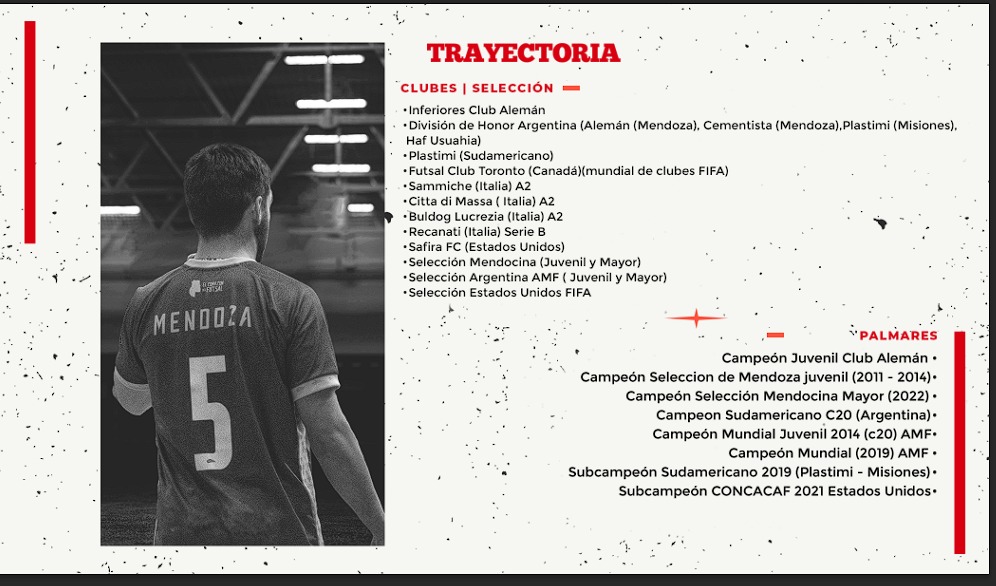 TRAYECTORIA
CLUBES | SELECCIÓN
•Inferiores Club Alemán
•División de Honor Argentina (Alemán (Mendoza), Cementista (Mendoza),Plastimi (Misiones),
Haf Usuahia)
•Plastimi (Sudamericano)
•Futsal Club Toronto (Canadá)(mundial de clubes FIFA)
•Sammiche (Italia) A2
•Citta di Massa ( Italia) A2
•Buldog Lucrezia (Italia) A2
•Recanati (Italia) Serie B
•Safira FC (Estados Unidos)
•Selección Mendocina (Juvenil y Mayor)
•Selección Argentina AMF ( Juvenil y Mayor)
•Selección Estados Unidos FIFA
MENDOZA
5
PALMARES
Campeón Juvenil Club Alemán •
Campeón Seleccion de Mendoza juvenil (2011 - 2014)•
Campeón Selección Mendocina Mayor (2022) •
Campeon Sudamericano C20 (Argentina)•
Campeón Mundial Juvenil 2014 (c20) AMF•
Campeón Mundial (2019) AMF •
Subcampeón Sudamericano 2019 (Plastimi - Misiones)•
Subcampeón CONCACAF 2021 Estados Unidos•